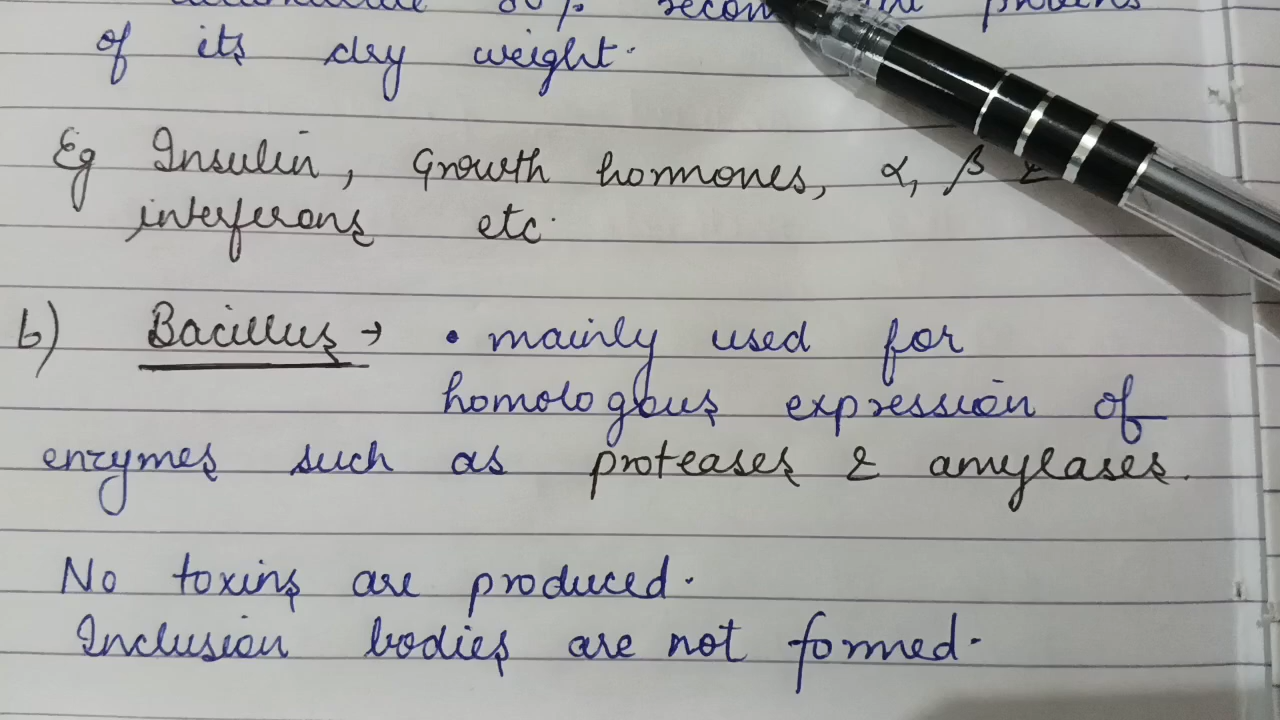 of its dry weight.
Eg Insulin, Growth hormones, α, β &
interferons etc.
b) Bacillus → • mainly used for
homologous expression of
enzymes such as proteases & amylases.
No toxins are produced.
Inclusion bodies are not formed.